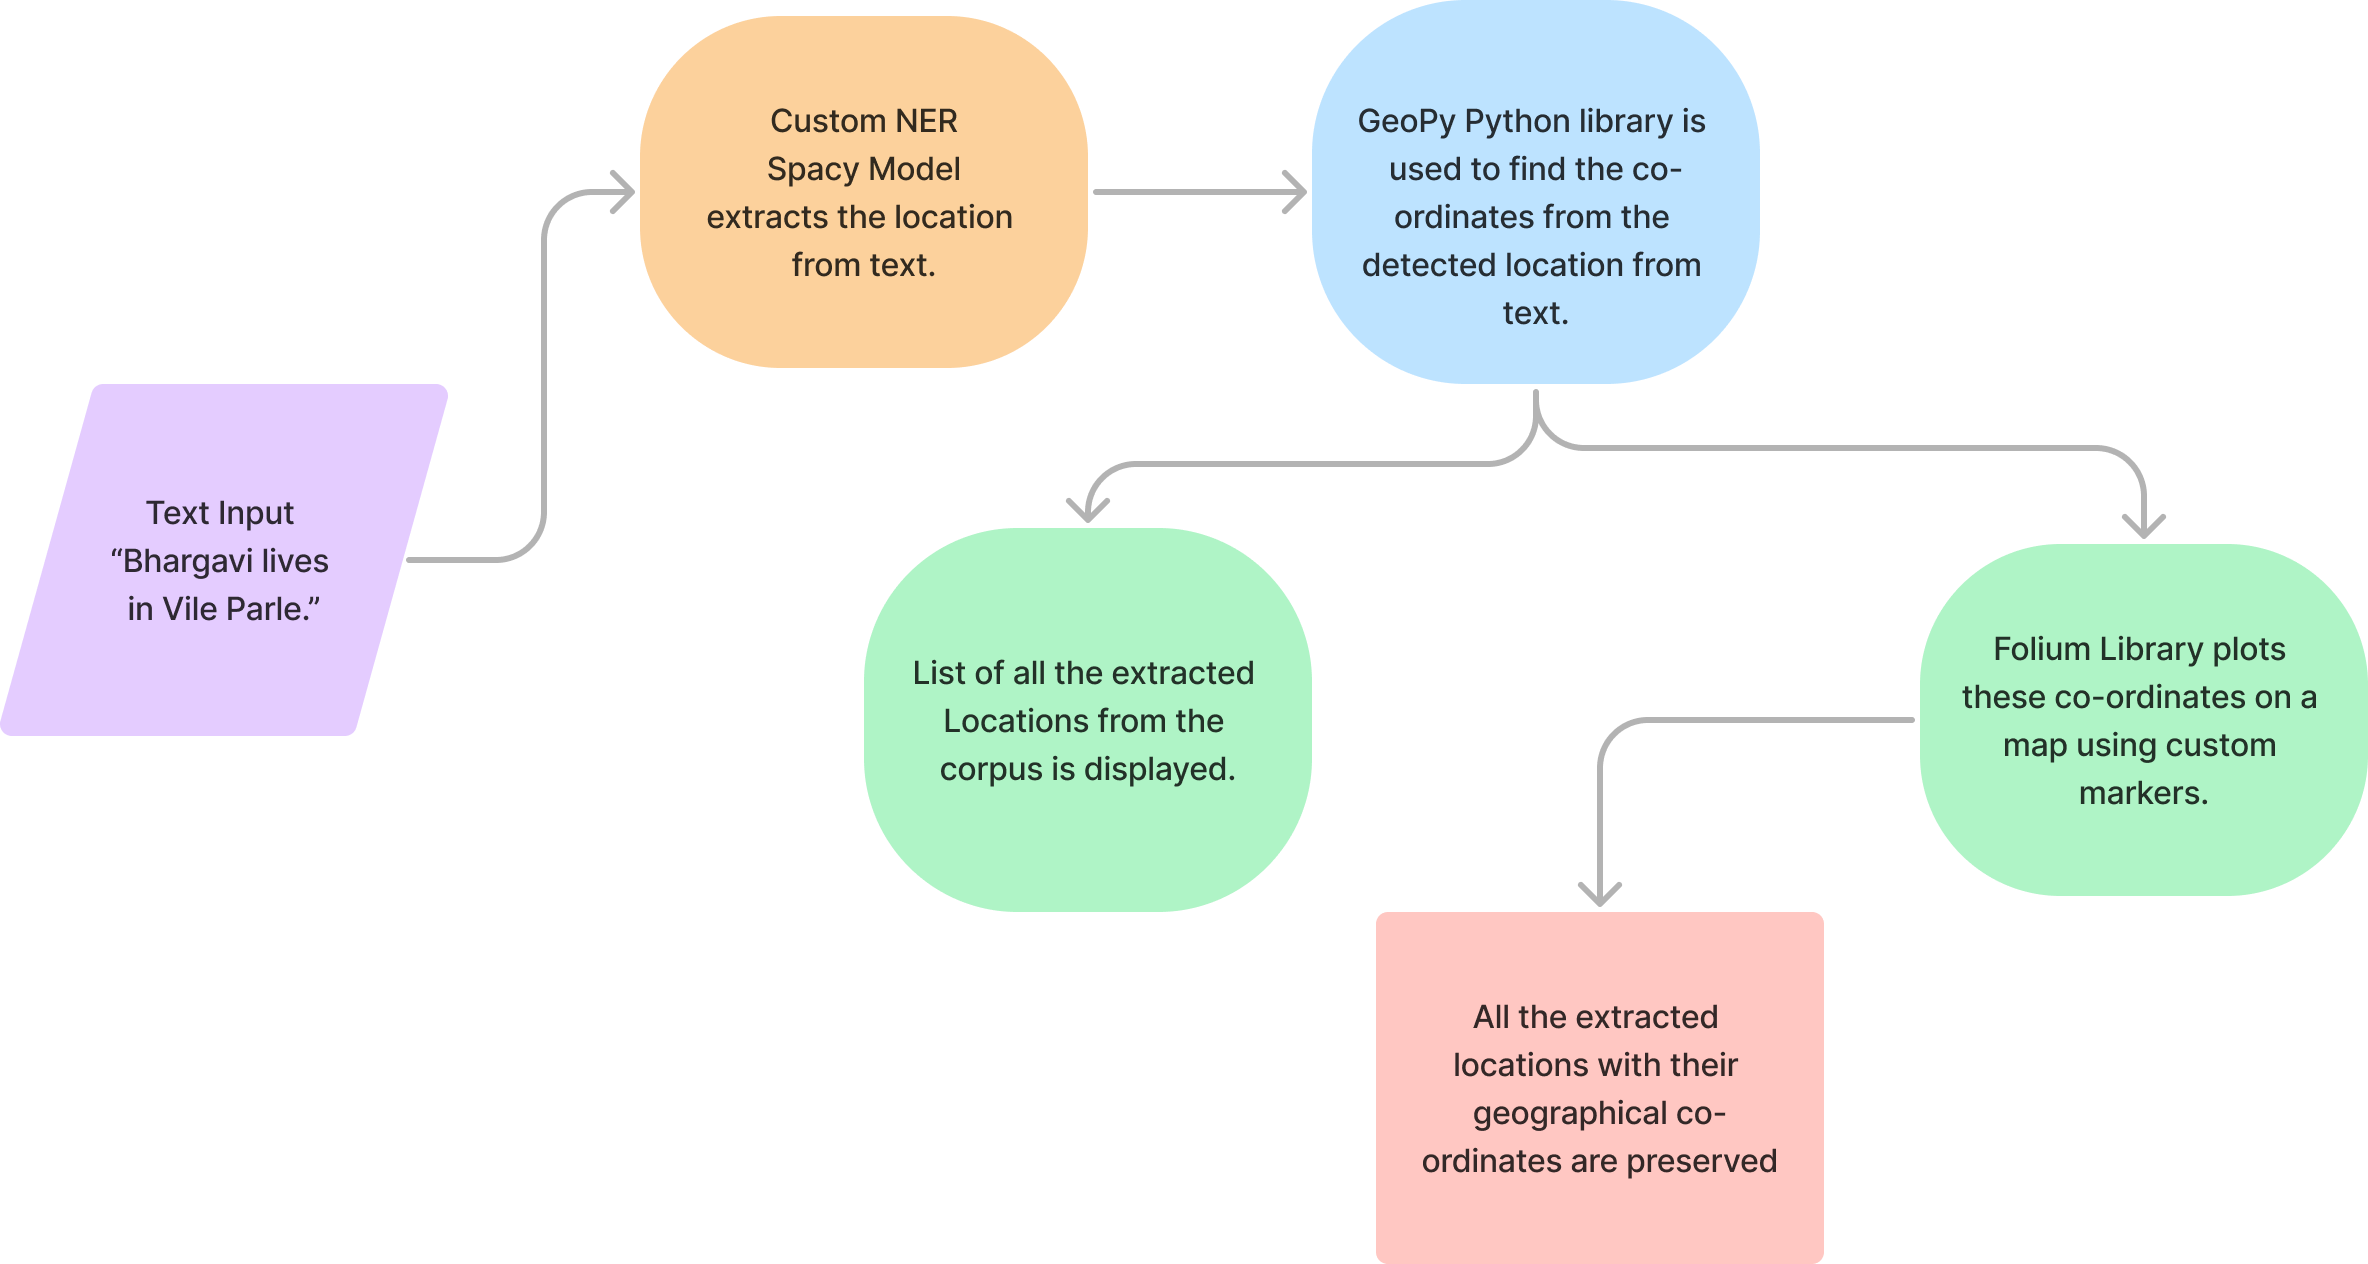 Custom NER
Spacy Model
extracts the location
from text.
GeoPy Python library is
used to find the co-
ordinates from the
detected location from
text.
Text Input
“Bhargavi lives
in Vile Parle.”
List of all the extracted
Locations from the
corpus is displayed.
Folium Library plots
these co-ordinates on a
map using custom
markers.
All the extracted
locations with their
geographical co-
ordinates are preserved